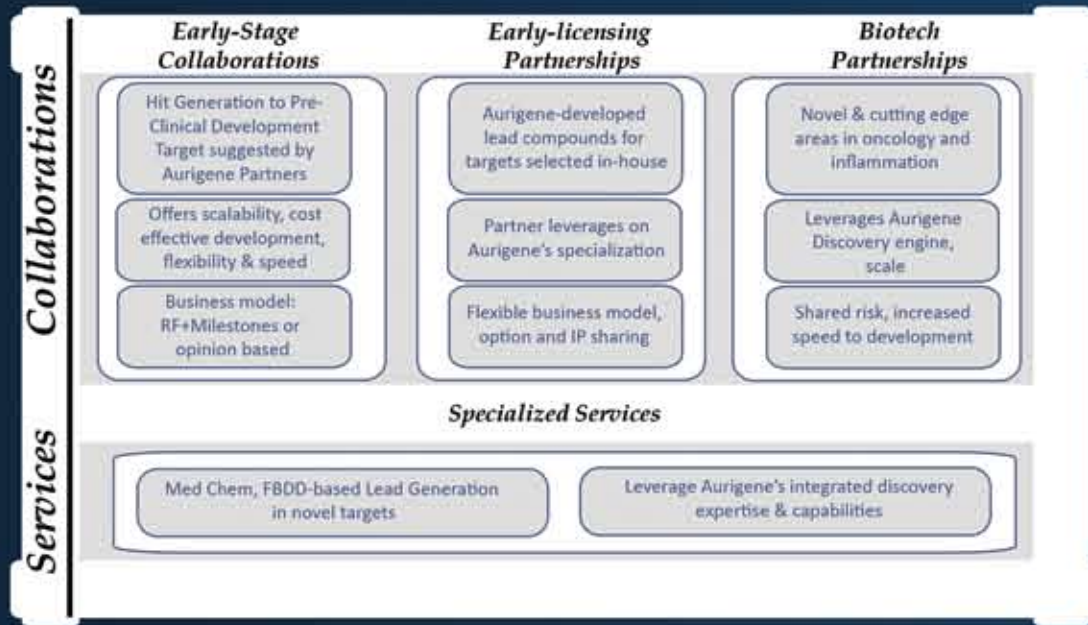 Collaborations
Early-Stage
Collaborations
Hit Generation to Pre-
Clinical Development
Target suggested by
Aurigene Partners
Offers scalability, cost
effective development,
flexibility & speed
Business model:
RF+Milestones or
opinion based
Early-licensing
Partnerships
Aurigene-developed
lead compounds for
targets selected in-house
Partner leverages on
Aurigene's specialization
Flexible business model,
option and IP sharing
Biotech
Partnerships
Novel & cutting edge
areas in oncology and
inflammation
Leverages Aurigene
Discovery engine,
scale
Shared risk, increased
speed to development
Services
Specialized Services
Med Chem, FBDD-based Lead Generation
in novel targets
Leverage Aurigene's integrated discovery
expertise & capabilities